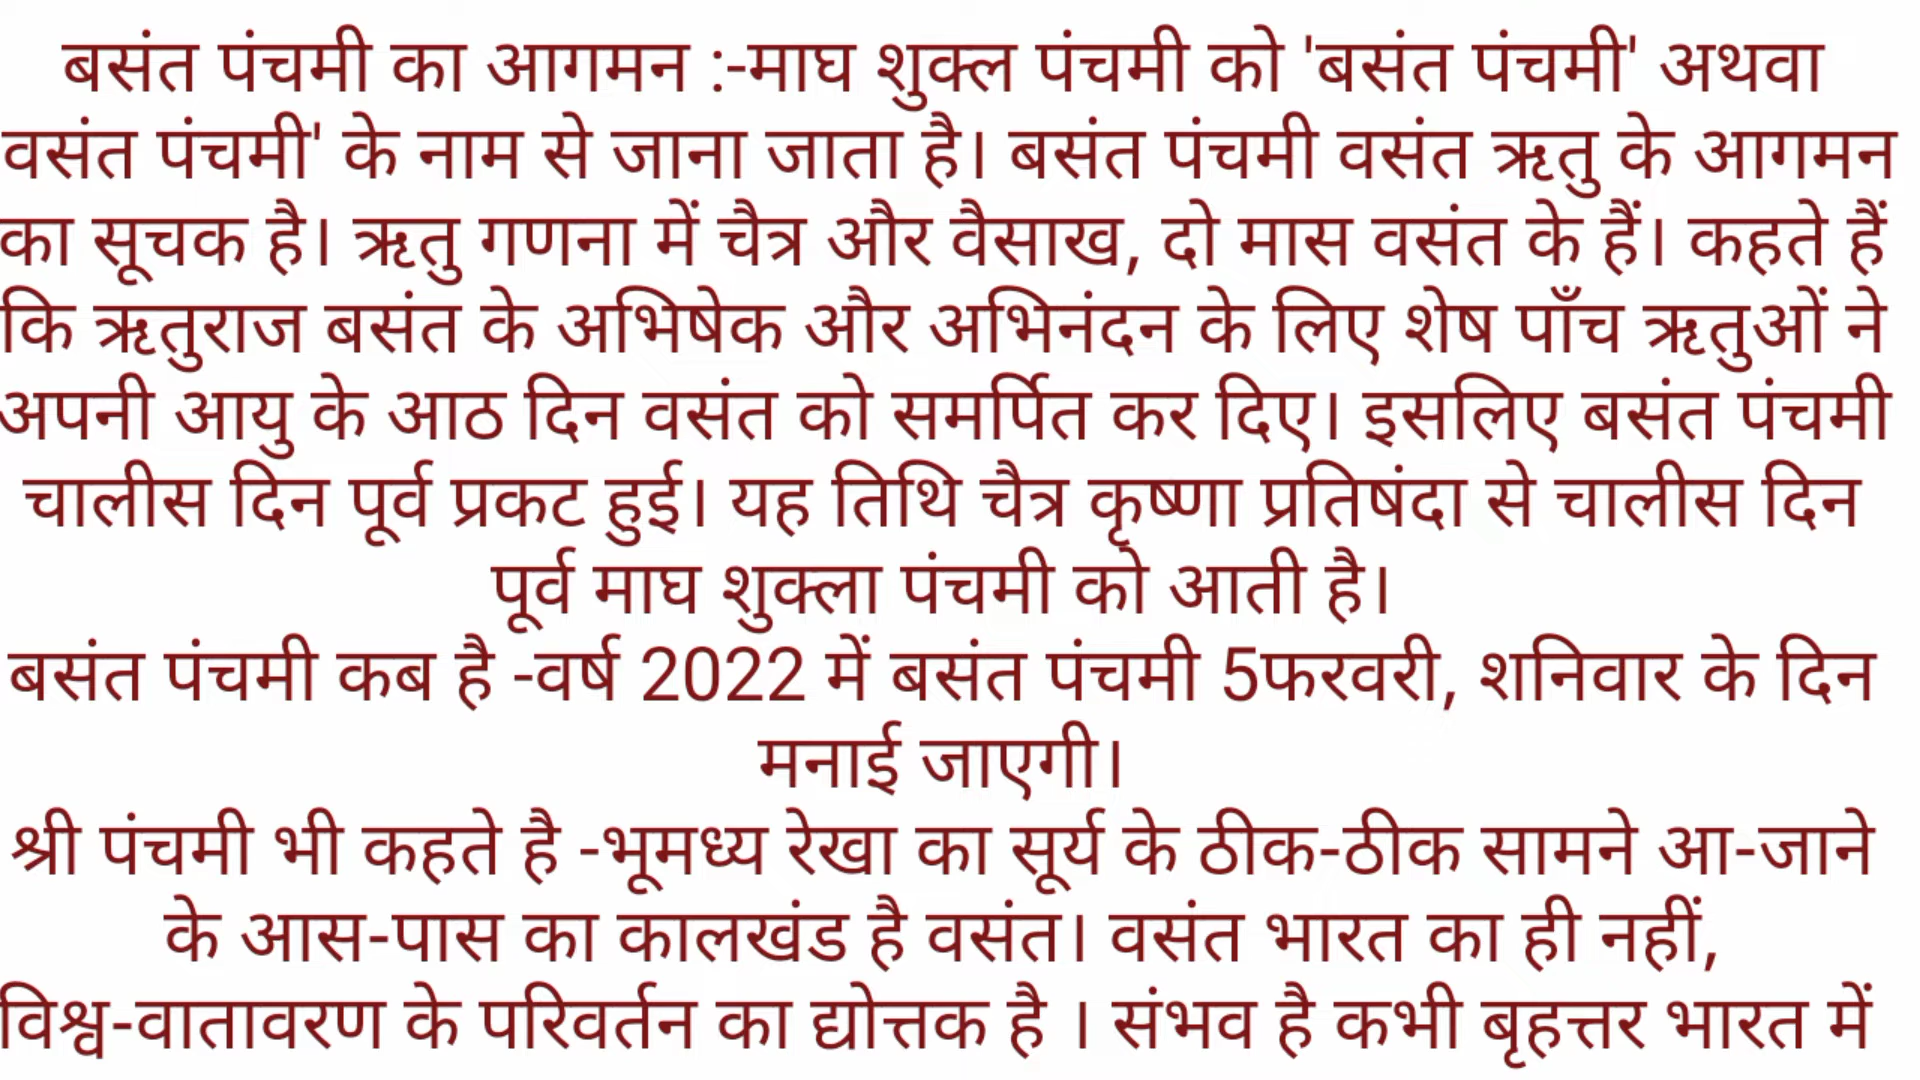 बसंत पंचमी का आगमन :-माघ शुक्ल पंचमी को 'बसंत पंचमी' अथवा
वसंत पंचमी' के नाम से जाना जाता है। बसंत पंचमी वसंत ऋतु के आगमन
का सूचक है। ऋतु गणना में चैत्र और वैसाख, दो मास वसंत के हैं। कहते हैं
कि ऋतुराज बसंत के अभिषेक और अभिनंदन के लिए शेष पाँच ऋतुओं ने
अपनी आयु के आठ दिन वसंत को समर्पित कर दिए। इसलिए बसंत पंचमी
चालीस दिन पूर्व प्रकट हुई। यह तिथि चैत्र कृष्णा प्रतिषंदा से चालीस दिन
पूर्व माघ शुक्ला पंचमी को आती है।
बसंत पंचमी कब है -वर्ष 2022 में बसंत पंचमी 5फरवरी, शनिवार के दिन
मनाई जाएगी।
श्री पंचमी भी कहते है -भूमध्य रेखा का सूर्य के ठीक-ठीक सामने आ-जाने
के आस-पास का कालखंड है वसंत। वसंत भारत का ही नहीं,
विश्व-वातावरण के परिवर्तन का द्योत्तक है । संभव है कभी बृहत्तर भारत में